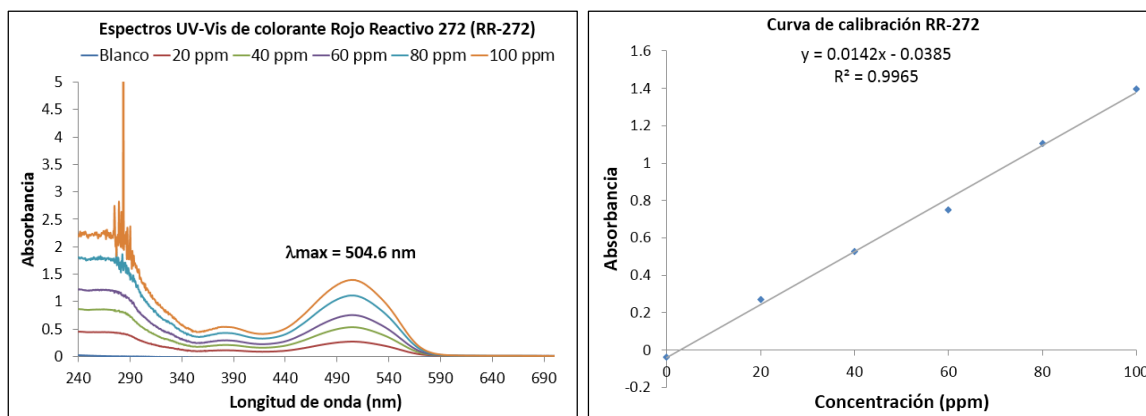 Espectros UV-Vis de colorante Rojo Reactivo 272 (RR-272)
Blanco 20 ppm 40 ppm 60 ppm 80 ppm 100 ppm
5
4.5
4
3.5
3
2.5
2
1.5
1
0.5
0
Absorbancia
λmax = 504.6 nm
240 290 340 390 440 490 540 590 640 690
Longitud de onda (nm)
Curva de calibración RR-272
y = 0.0142x - 0.0385
R² = 0.9965
1.6
1.4
1.2
1
0.8
0.6
0.4
0.2
0
-0.2
Absorbancia
0 20 40 60 80 100
Concentración (ppm)